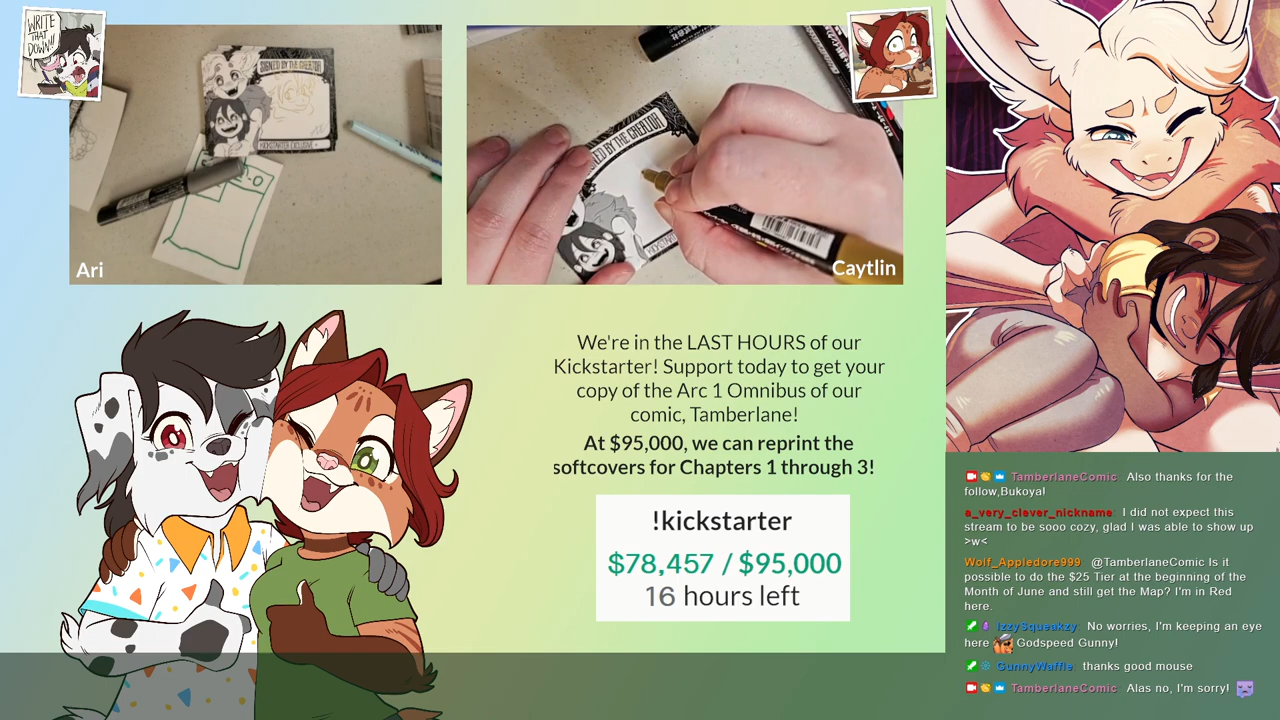 WRITE
THAT
DOWN!!!
SIGNED BY THE CREATOR
KICKSTARTER EXCLUSIVE
Ari
SIGNED BY THE CREATOR
KICKSTARTER
Caytlin
We're in the LAST HOURS of our
Kickstarter! Support today to get your
copy of the Arc 1 Omnibus of our
comic, Tamberlane!
At $95,000, we can reprint the
softcovers for Chapters 1 through 3!
!kickstarter
$78,457 / $95,000
16 hours left
TamberlaneComic Also thanks for the
follow,Bukoya!
a_very_clever_nickname: I did not expect this
stream to be sooo cozy, glad I was able to show up
>w<
Wolf_Appledore999 @TamberlaneComic Is it
possible to do the $25 Tier at the beginning of the
Month of June and still get the Map? I'm in Red
here.
IzzySqueakzy: No worries, I'm keeping an eye
here Godspeed Gunny!
GunnyWaffle: thanks good mouse
TamberlaneComic Alas no, I'm sorry!